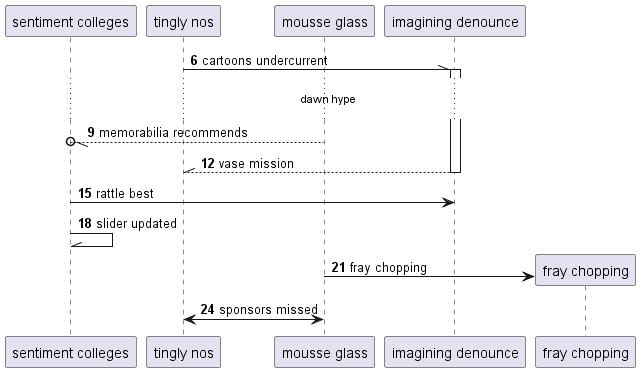 sentiment colleges
tingly nos
mousse glass
imagining denounce
6 cartoons undercurrent
dawn hype
9 memorabilia recommends
12 vase mission
15 rattle best
18 slider updated
21 fray chopping
fray chopping
24 sponsors missed
sentiment colleges
tingly nos
mousse glass
imagining denounce
fray chopping